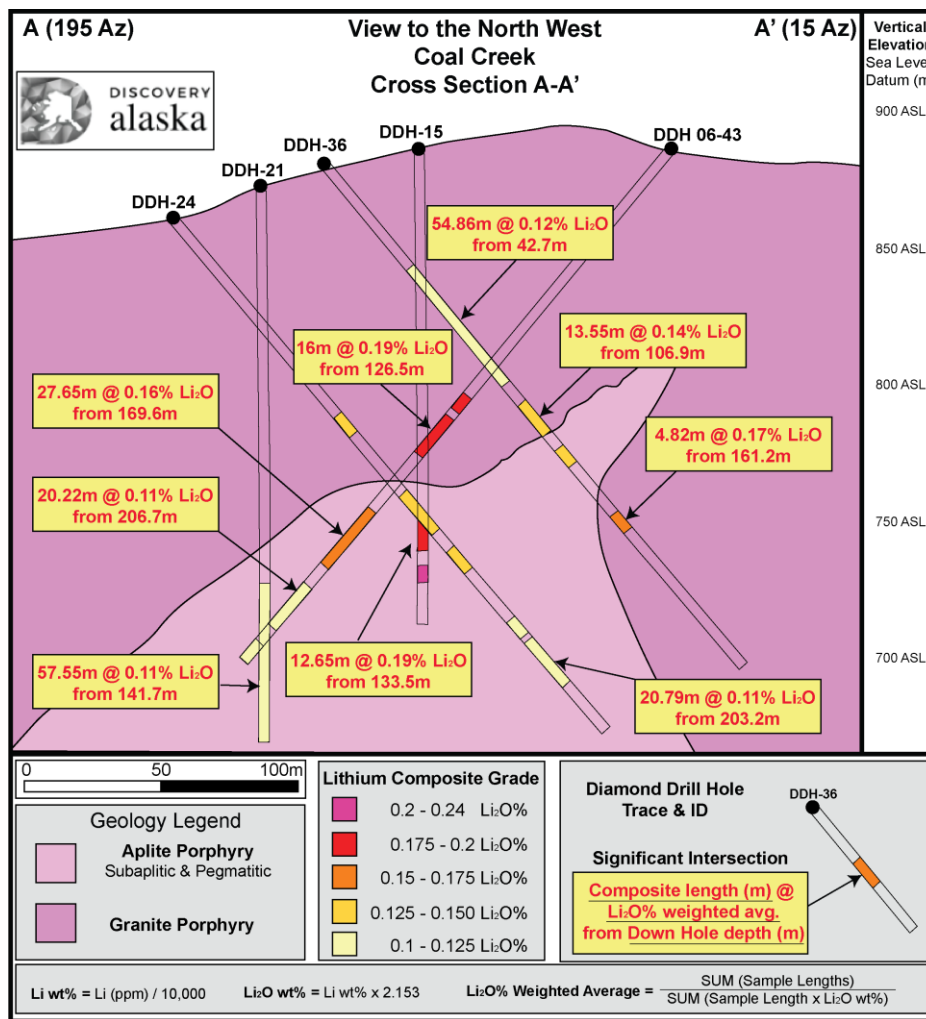 A (195 Az)
View to the North West
Coal Creek
Cross Section A-A'
A' (15 Az)
Vertical
Elevation
Sea Level
Datum (m
DISCOVERY
alaska
900 ASL
850 ASL
800 ASL
750 ASL
700 ASL
DDH-24
DDH-21
DDH-36
DDH-15
DDH 06-43
54.86m @ 0.12% Li₂O
from 42.7m
16m @ 0.19% Li₂O
from 126.5m
13.55m @ 0.14% Li₂O
from 106.9m
27.65m @ 0.16% Li₂O
from 169.6m
4.82m @ 0.17% Li₂O
from 161.2m
20.22m @ 0.11% Li₂O
from 206.7m
57.55m @ 0.11% Li₂O
from 141.7m
12.65m @ 0.19% Li₂O
from 133.5m
20.79m @ 0.11% Li₂O
from 203.2m
0 50 100m
Geology Legend
Aplite Porphyry
Subaplitic & Pegmatitic
Granite Porphyry
Lithium Composite Grade
0.2 - 0.24 Li₂O%
0.175 - 0.2 Li₂O%
0.15 - 0.175 Li₂O%
0.125 - 0.150 Li₂O%
0.1 - 0.125 Li₂O%
Diamond Drill Hole
Trace & ID
DDH-36
Significant Intersection
Composite length (m) @
Li₂O% weighted avg.
from Down Hole depth (m)
Li wt% = Li (ppm) / 10,000
Li₂O wt% = Li wt% x 2.153
Li₂O% Weighted Average =
SUM (Sample Lengths)
SUM (Sample Length x Li₂O wt%)